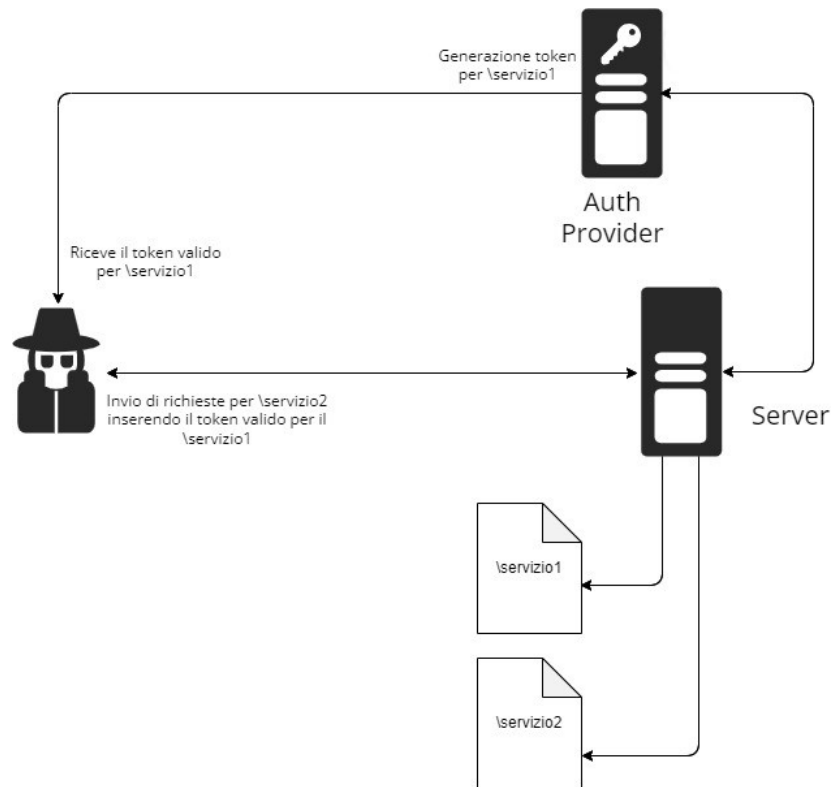 Generazione token
per \servizio1
Auth
Provider
Riceve il token valido
per \servizio1
Invio di richieste per \servizio2
inserendo il token valido per il
\servizio1
Server
\servizio1
\servizio2